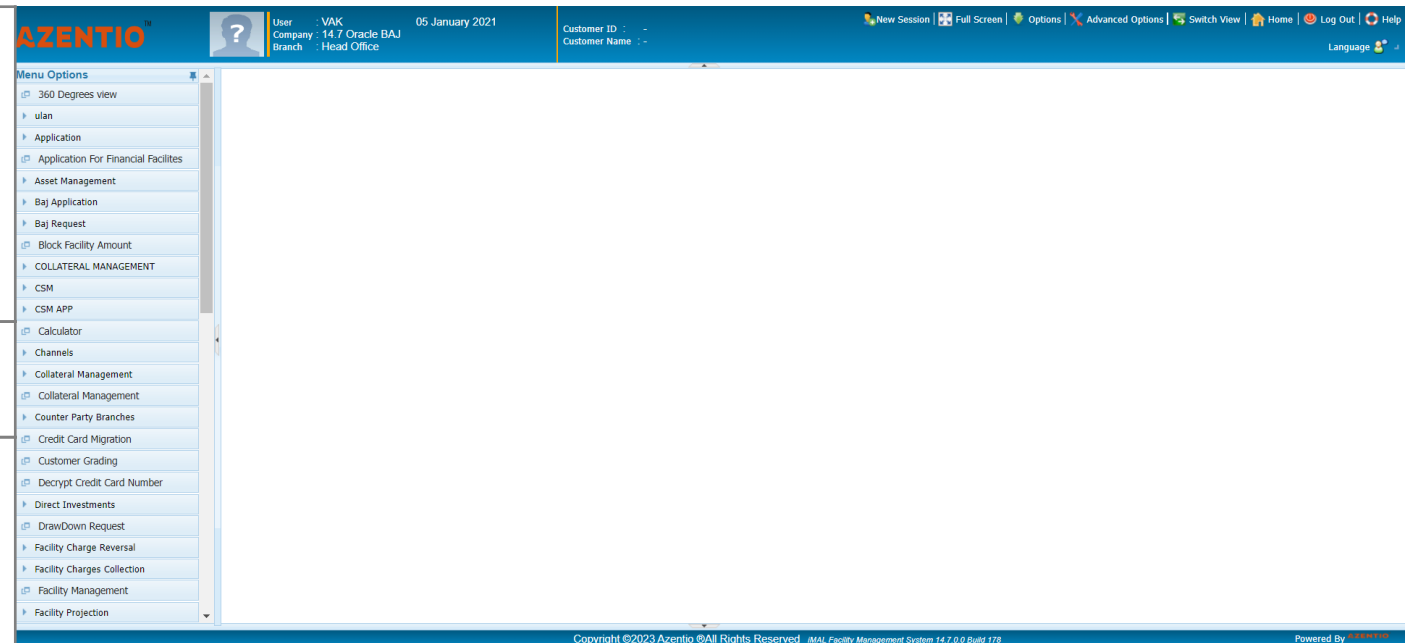 AZENTIO™
?
User : VAK 05 January 2021
Company : 14.7 Oracle BAJ
Branch : Head Office
Customer ID : -
Customer Name : -
New Session | Full Screen | Options | Advanced Options | Switch View | Home | Log Out | Help
Language
Menu Options
360 Degrees view
ulan
Application
Application For Financial Facilites
Asset Management
Baj Application
Baj Request
Block Facility Amount
COLLATERAL MANAGEMENT
CSM
CSM APP
Calculator
Channels
Collateral Management
Collateral Management
Counter Party Branches
Credit Card Migration
Customer Grading
Decrypt Credit Card Number
Direct Investments
DrawDown Request
Facility Charge Reversal
Facility Charges Collection
Facility Management
Facility Projection
Copyright ©2023 Azentio ®All Rights Reserved iMAL Facility Management System 14.7.0.0 Build 178
Powered By AZENTIO